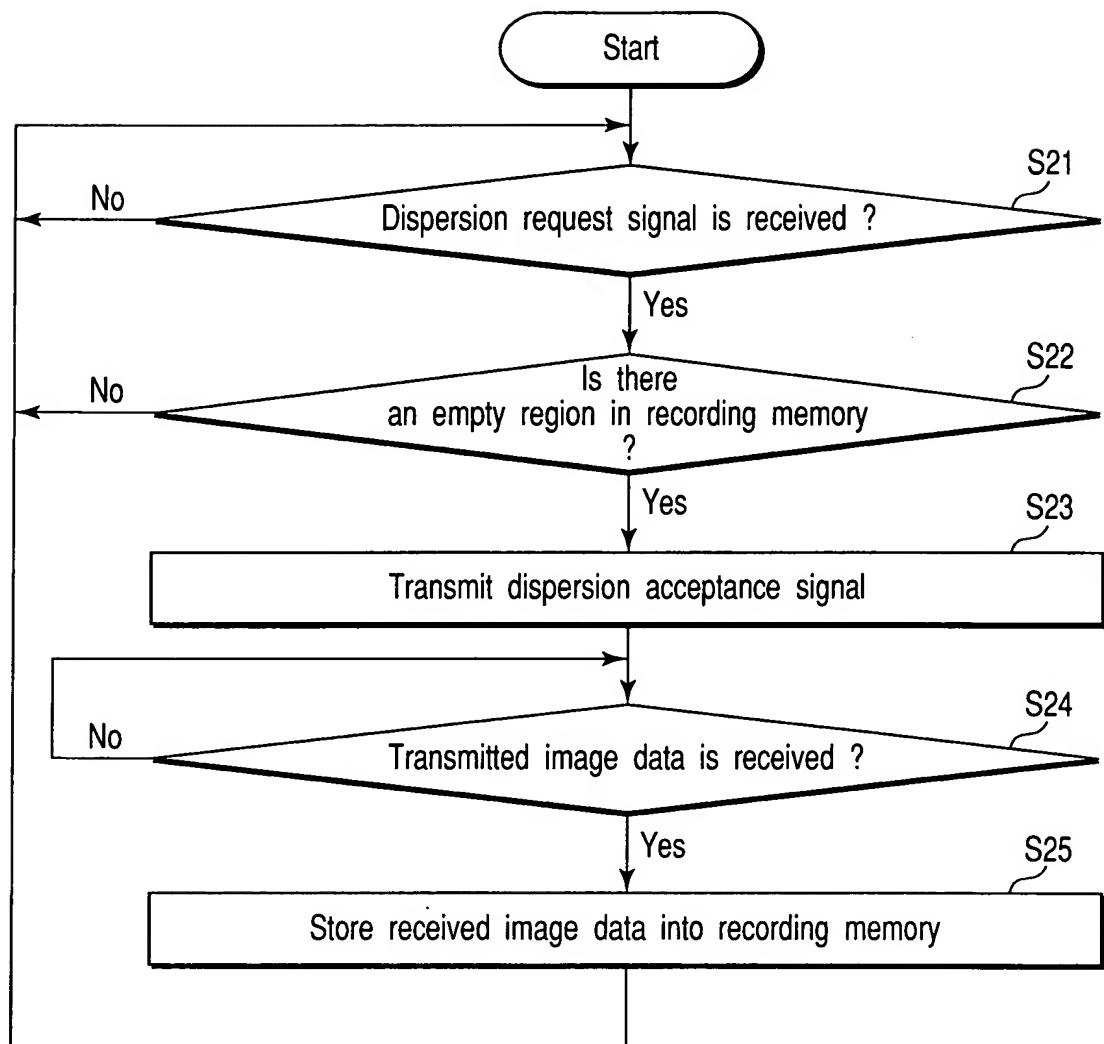 Start
S21
No
Dispersion request signal is received ?
Yes
S22
No
Is there
an empty region in recording memory
?
Yes
S23
Transmit dispersion acceptance signal
S24
No
Transmitted image data is received ?
Yes
S25
Store received image data into recording memory